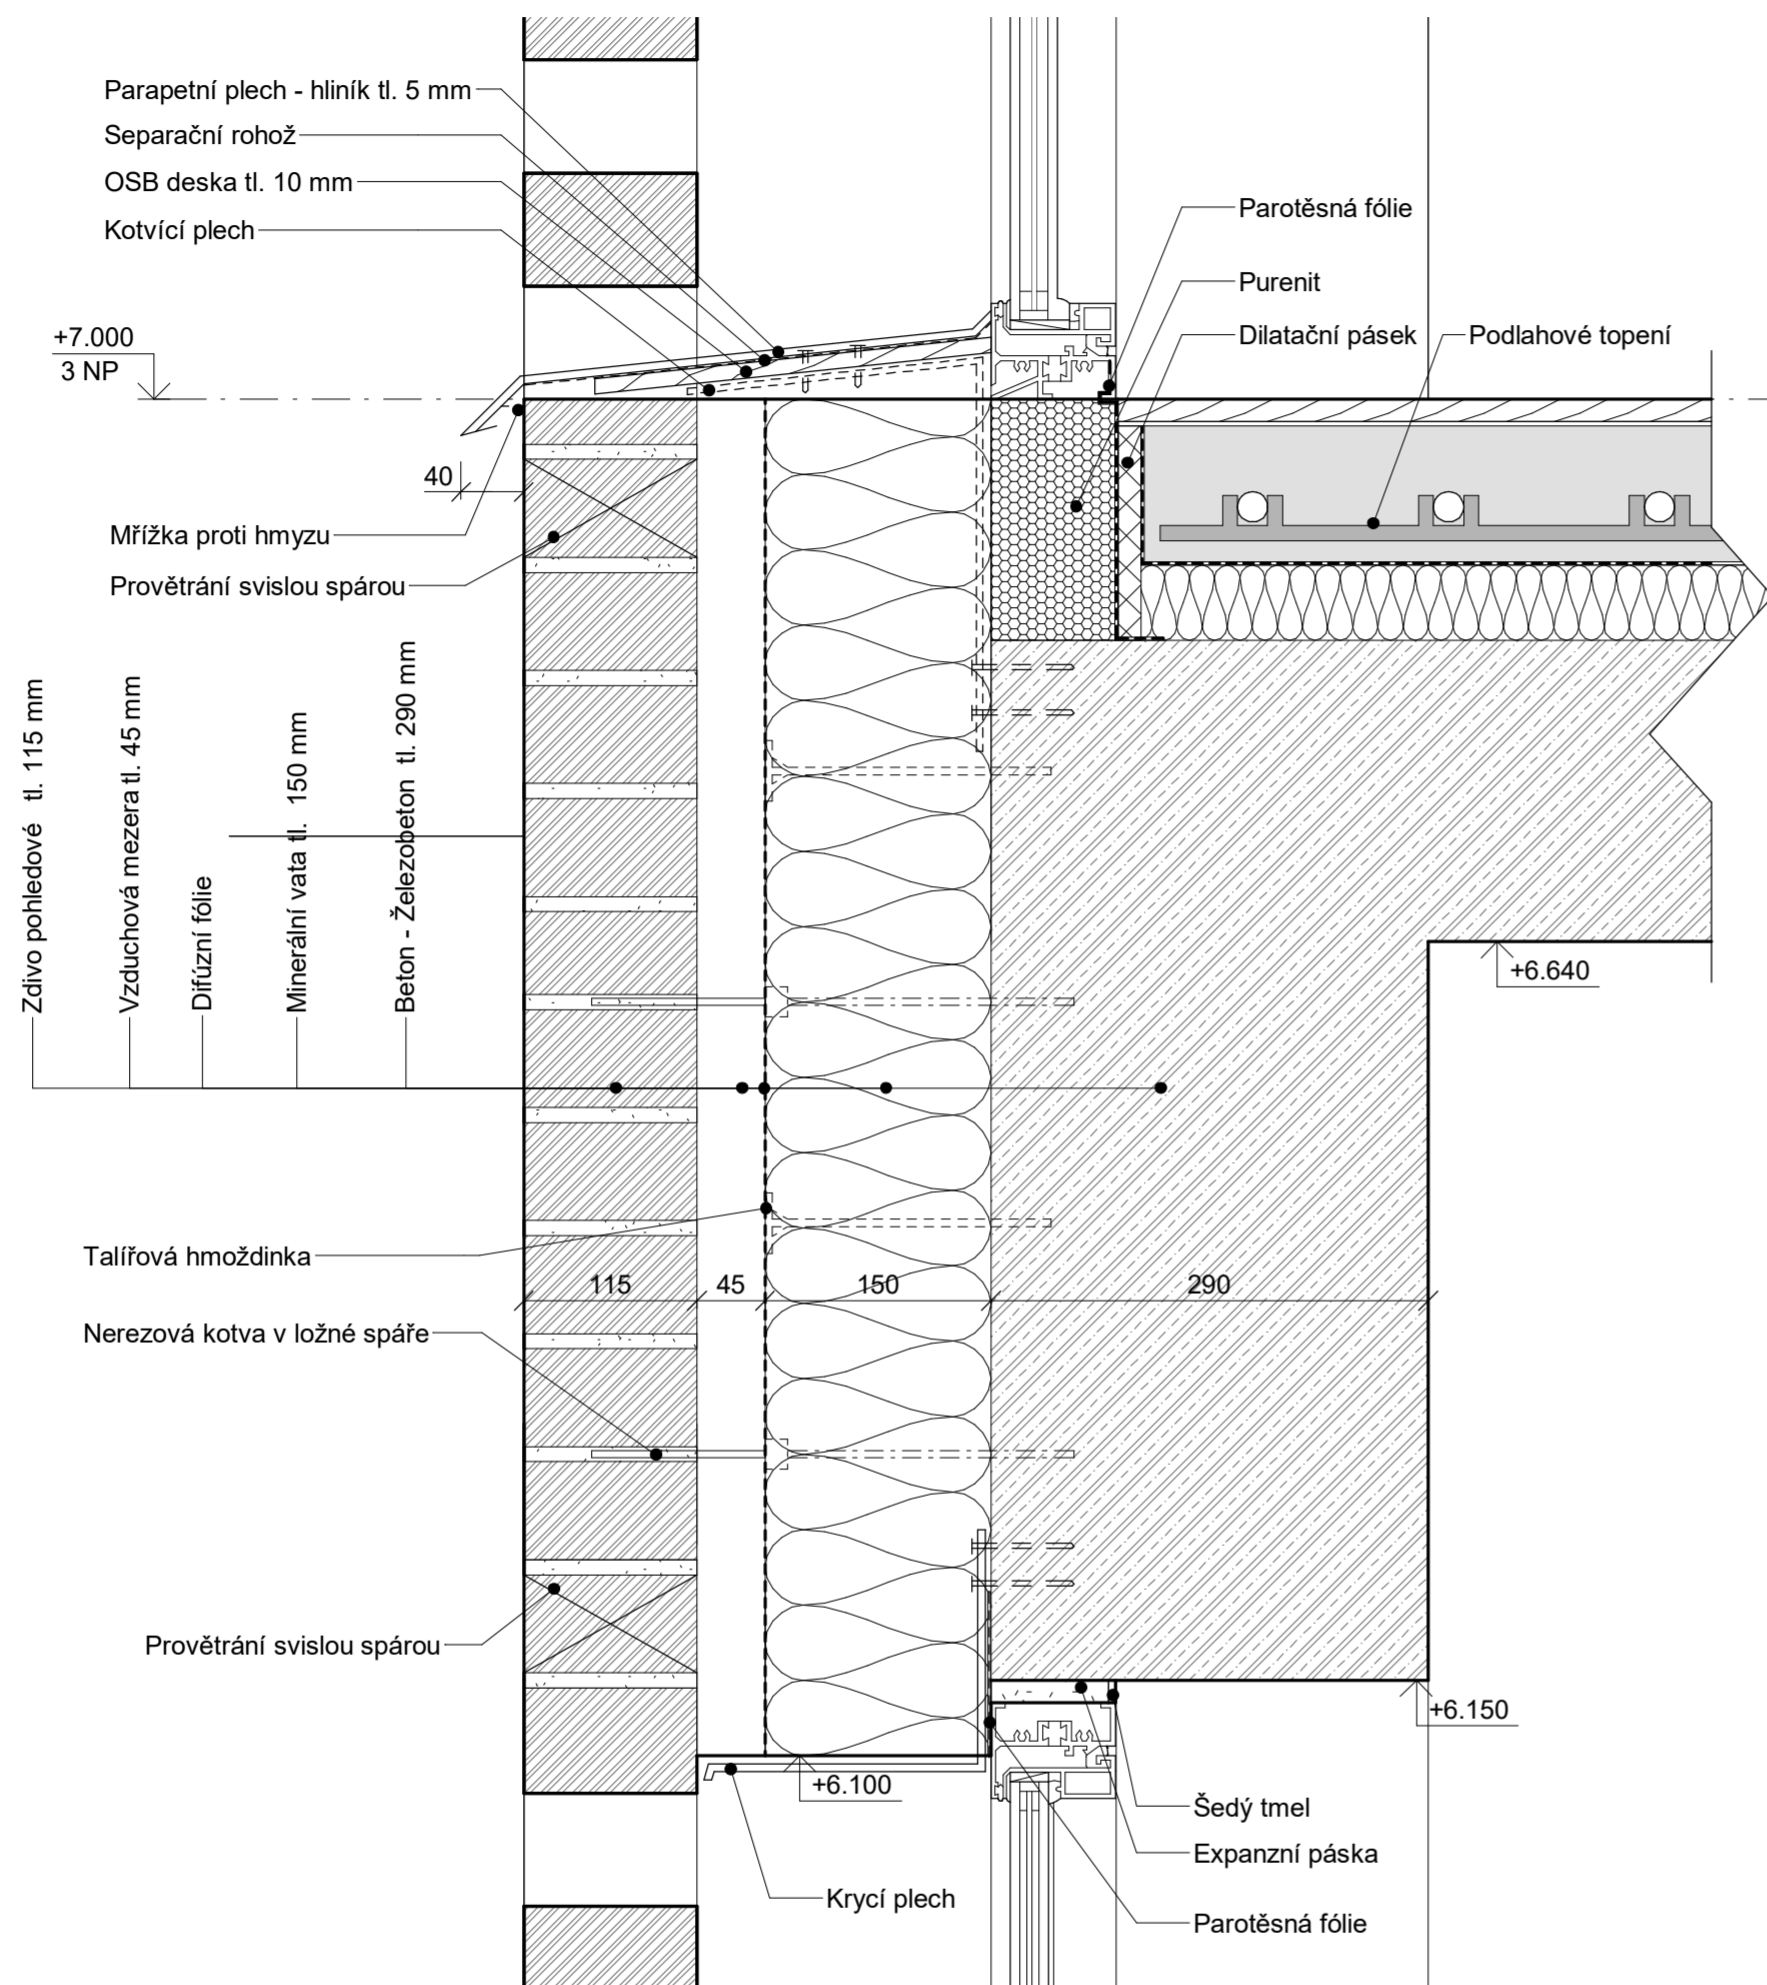 Parapetní plech - hliník tl. 5 mm
Separační rohož
OSB deska tl. 10 mm
Kotvící plech
Parotěsná fólie
Purenit
Dilatační pásek
Podlahové topení
+7.000
3 NP
40
Mřížka proti hmyzu
Provětrání svislou spárou
Zdivo pohledové tl. 115 mm
Vzduchová mezera tl. 45 mm
Difúzní fólie
Minerální vata tl. 150 mm
Beton - Železobeton tl. 290 mm
+6.640
Talířová hmoždinka
115
45
150
290
Nerezová kotva v ložné spáře
Provětrání svislou spárou
+6.150
+6.100
Šedý tmel
Expanzní páska
Krycí plech
Parotěsná fólie